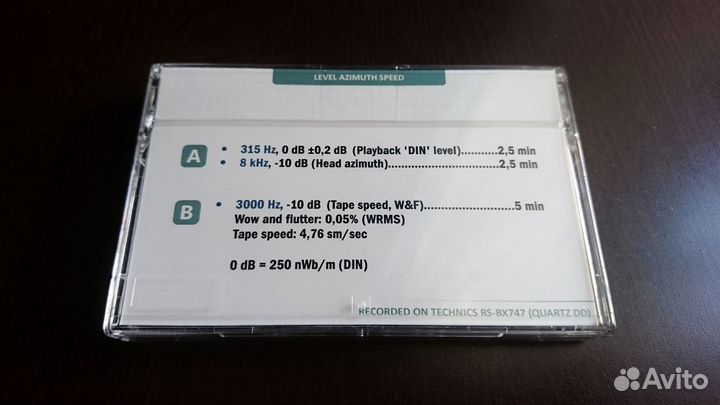 LEVEL AZIMUTH SPEED
A
• 315 Hz, 0 dB ±0,2 dB (Playback 'DIN' level)...........2,5 min
• 8 kHz, -10 dB (Head azimuth)..................................2,5 min
B
• 3000 Hz, -10 dB (Tape speed, W&F)...........................5 min
Wow and flutter: 0,05% (WRMS)
Tape speed: 4,76 sm/sec
0 dB = 250 nWb/m (DIN)
RECORDED ON TECHNICS RS-BX747 (QUARTZ DD)
Avito